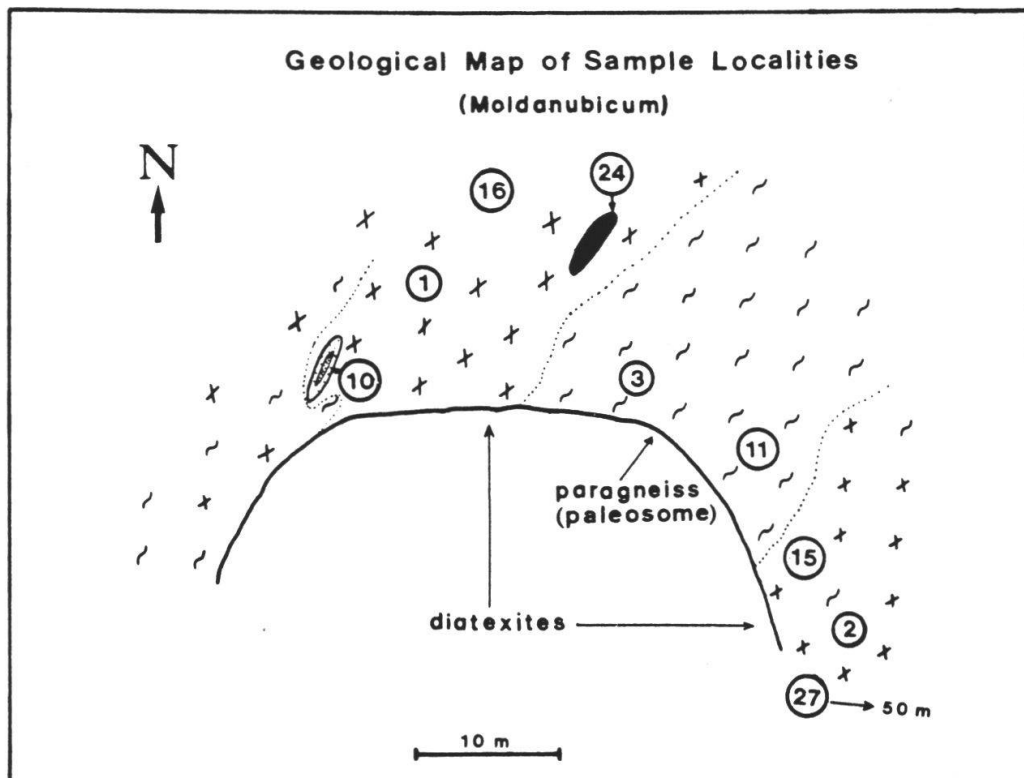 Geological Map of Sample Localities
(Moldanubicum)
N
24
16
1
10
3
11
paragneiss
(paleosome)
15
diatexites
2
27
50 m
10 m